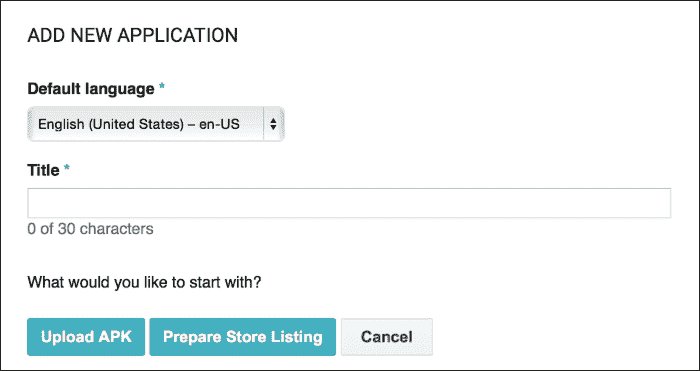 ADD NEW APPLICATION
Default language *
English (United States) – en-US
Title *
0 of 30 characters
What would you like to start with?
Upload APK Prepare Store Listing Cancel